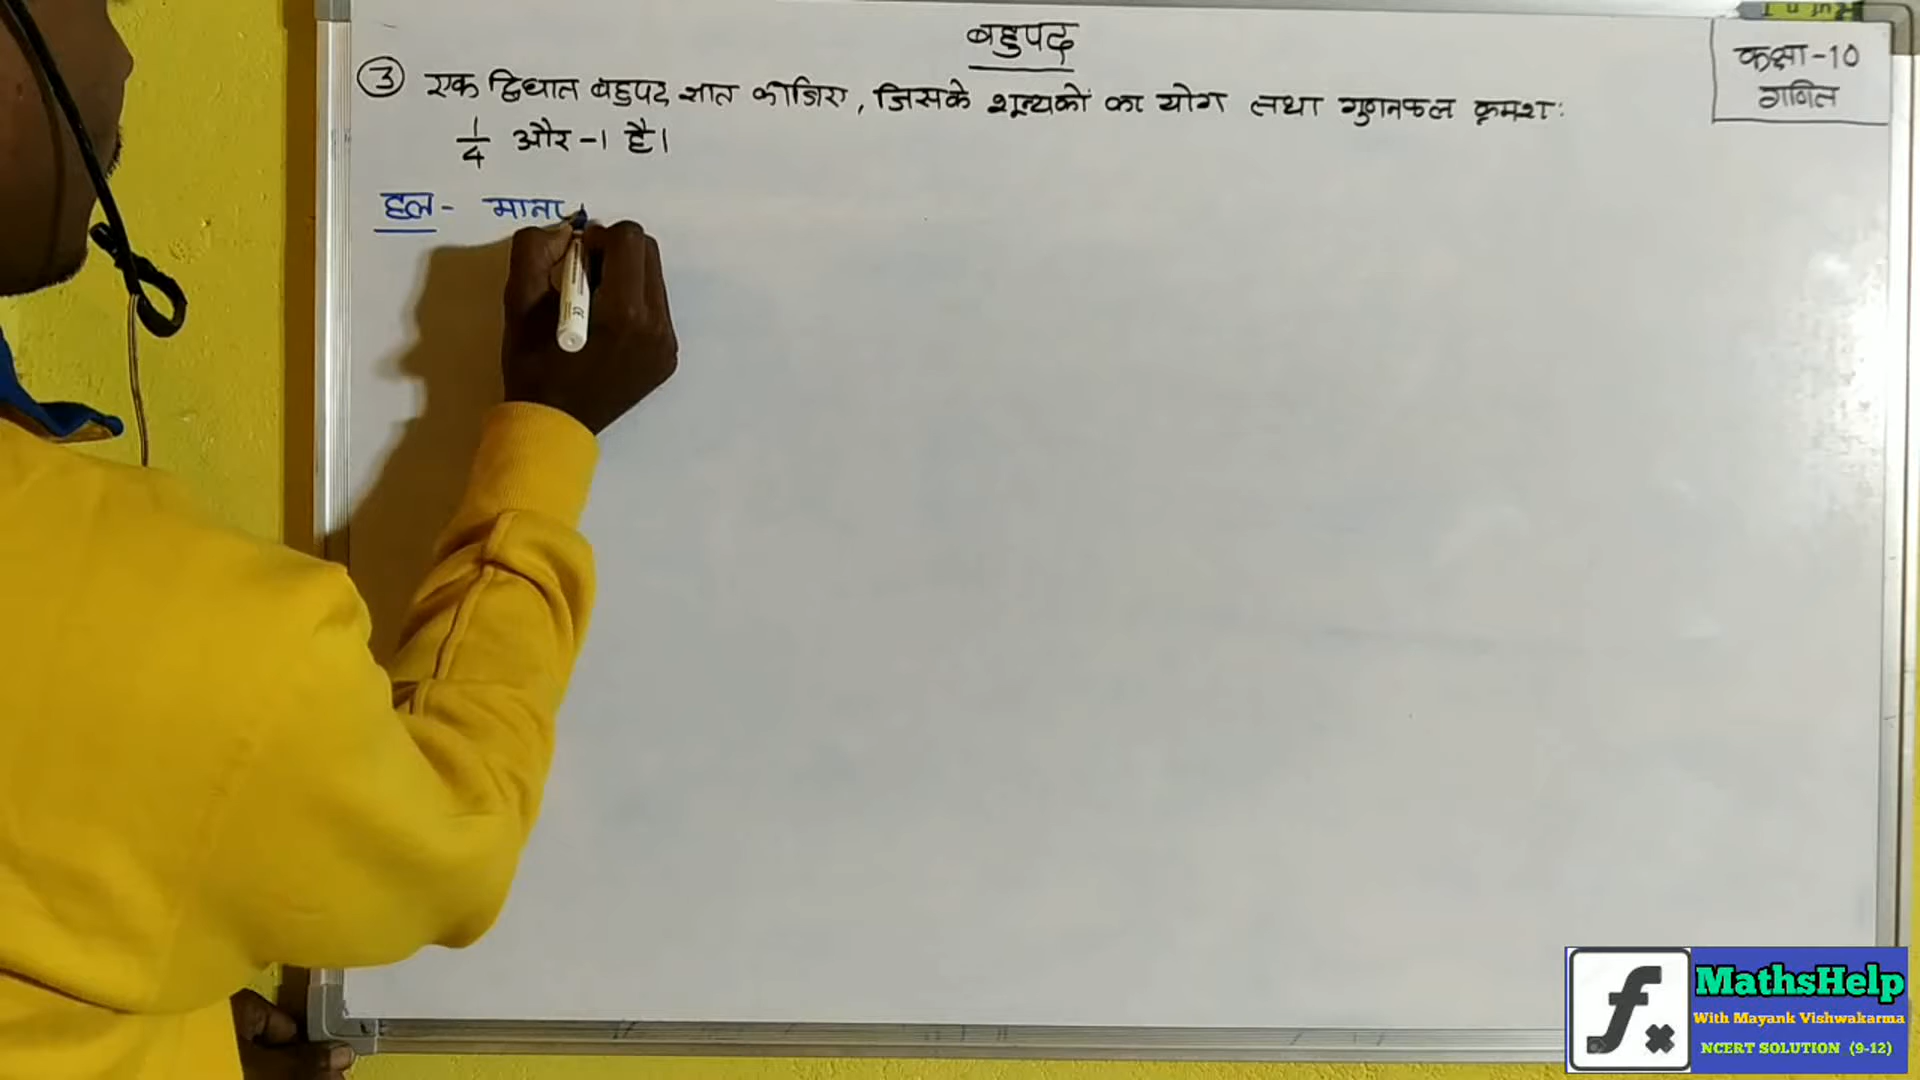 बहुपद
कक्षा-10
गणित
③ एक द्विघात बहुपद ज्ञात कीजिए, जिसके शून्यकों का योग तथा गुणनफल क्रमश:
1/4 और -1 है।
हल- माना
MathsHelp
With Mayank Vishwakarma
NCERT SOLUTION (9-12)